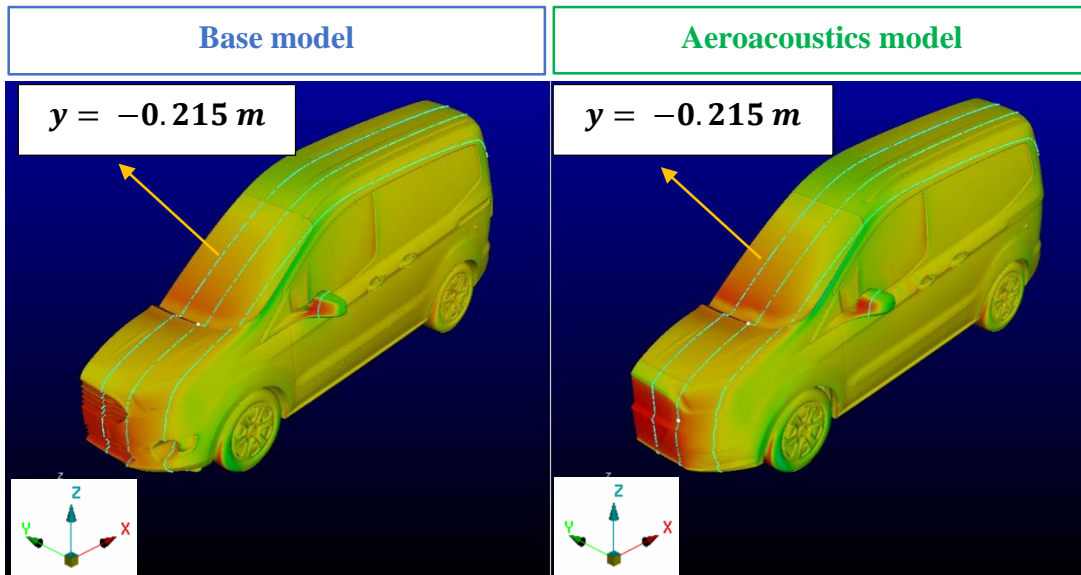 Base model
Aeroacoustics model
y = −0.215 m
y = −0.215 m
z
Z
Y
X
z
Z
Y
X